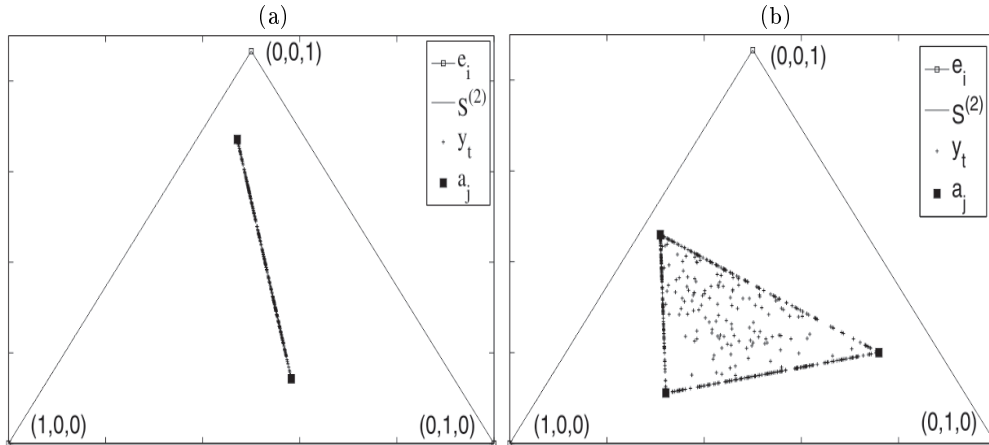 (a)
(0,0,1)
e_i
S^(2)
y_t
a_j
(1,0,0)
(0,1,0)
(b)
(0,0,1)
e_i
S^(2)
y_t
a_j
(1,0,0)
(0,1,0)